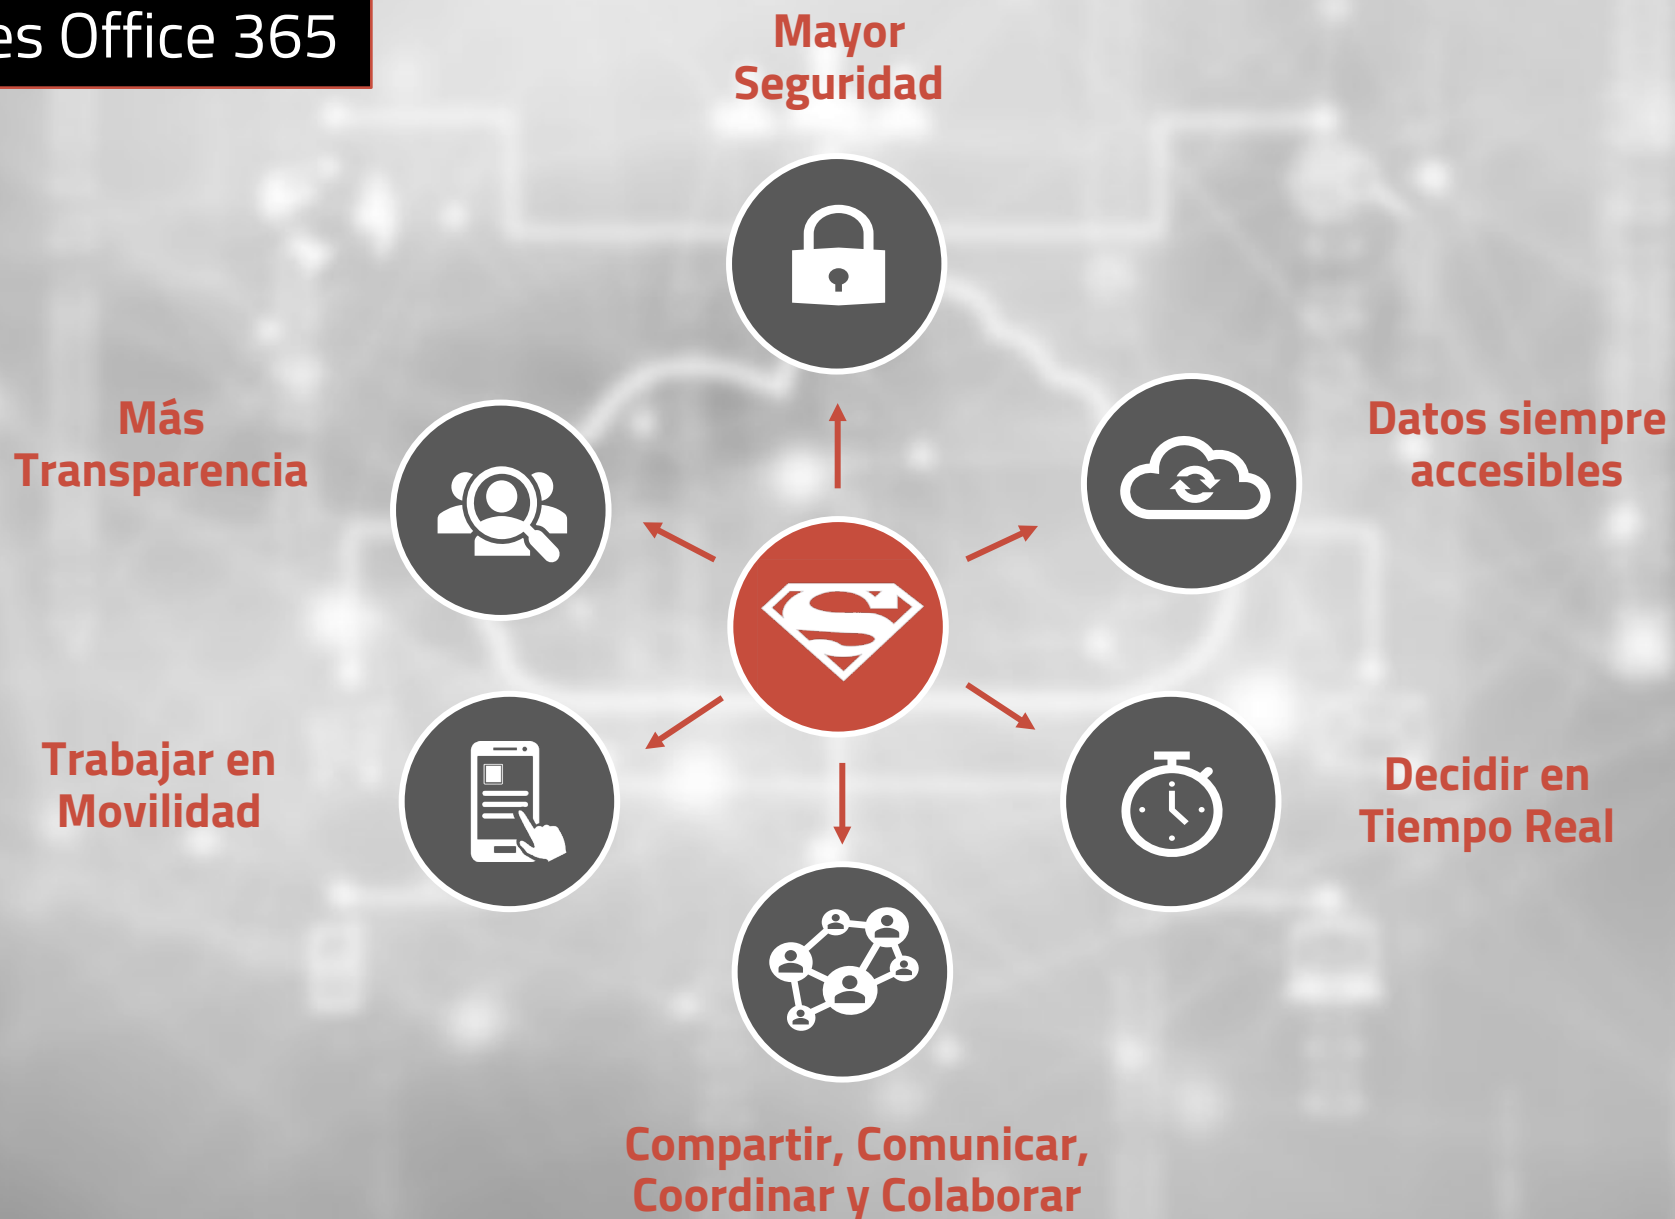 es Office 365
Mayor
Seguridad
Más
Transparencia
Datos siempre
accesibles
Trabajar en
Movilidad
Decidir en
Tiempo Real
Compartir, Comunicar,
Coordinar y Colaborar